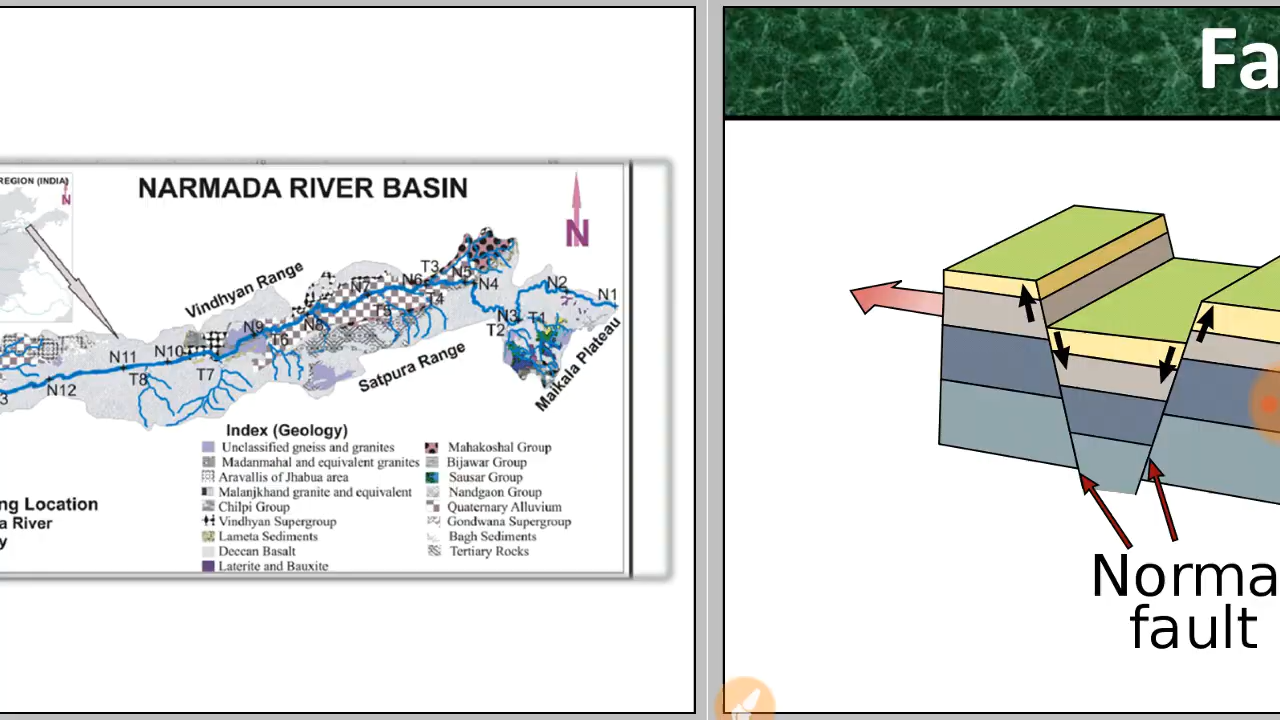 REGION (INDIA)
N
NARMADA RIVER BASIN
N
Vindhyan Range
T3
N6
N5
N4
N2
N1
N7
T4
T5
N3
T1
T2
N8
N9
T6
N11
N10
T7
T8
N12
3
Satpura Range
Maikala Plateau
Index (Geology)
Unclassified gneiss and granites
Madanmahal and equivalent granites
Aravallis of Jhabua area
Malanjkhand granite and equivalent
Chilpi Group
Vindhyan Supergroup
Lameta Sediments
Deccan Basalt
Laterite and Bauxite
Mahakoshal Group
Bijawar Group
Sausar Group
Nandgaon Group
Quaternary Alluvium
Gondwana Supergroup
Bagh Sediments
Tertiary Rocks
ng Location
a River
y
Fa
Norma
fault